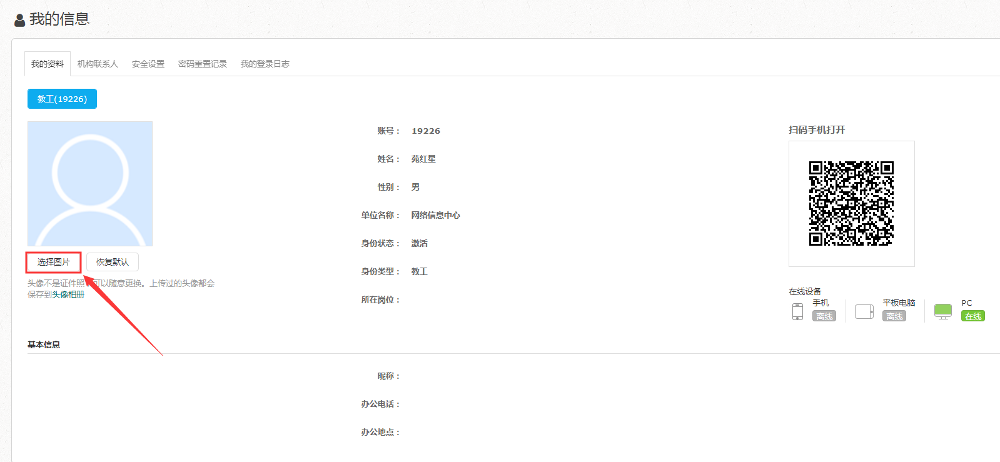 我的信息
我的资料 机构联系人 安全设置 密码重置记录 我的登录日志
教工(19226)
选择图片 恢复默认
头像不是证件照 可以随意更换。上传过的头像都会
保存到头像相册
账号： 19226
姓名： 苑红星
性别： 男
单位名称： 网络信息中心
身份状态： 激活
身份类型： 教工
所在岗位：
扫码手机打开
在线设备
手机 离线
平板电脑 离线
PC 在线
基本信息
昵称：
办公电话：
办公地点：